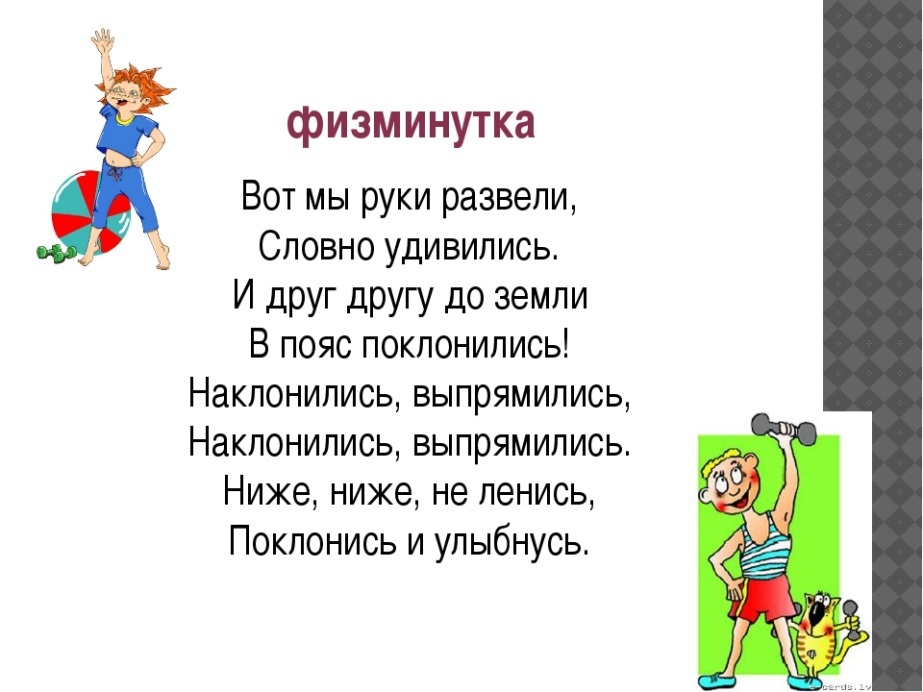 физминутка
Вот мы руки развели,
Словно удивились.
И друг другу до земли
В пояс поклонились!
Наклонились, выпрямились,
Наклонились, выпрямились.
Ниже, ниже, не ленись,
Поклонись и улыбнусь.
cards.lv